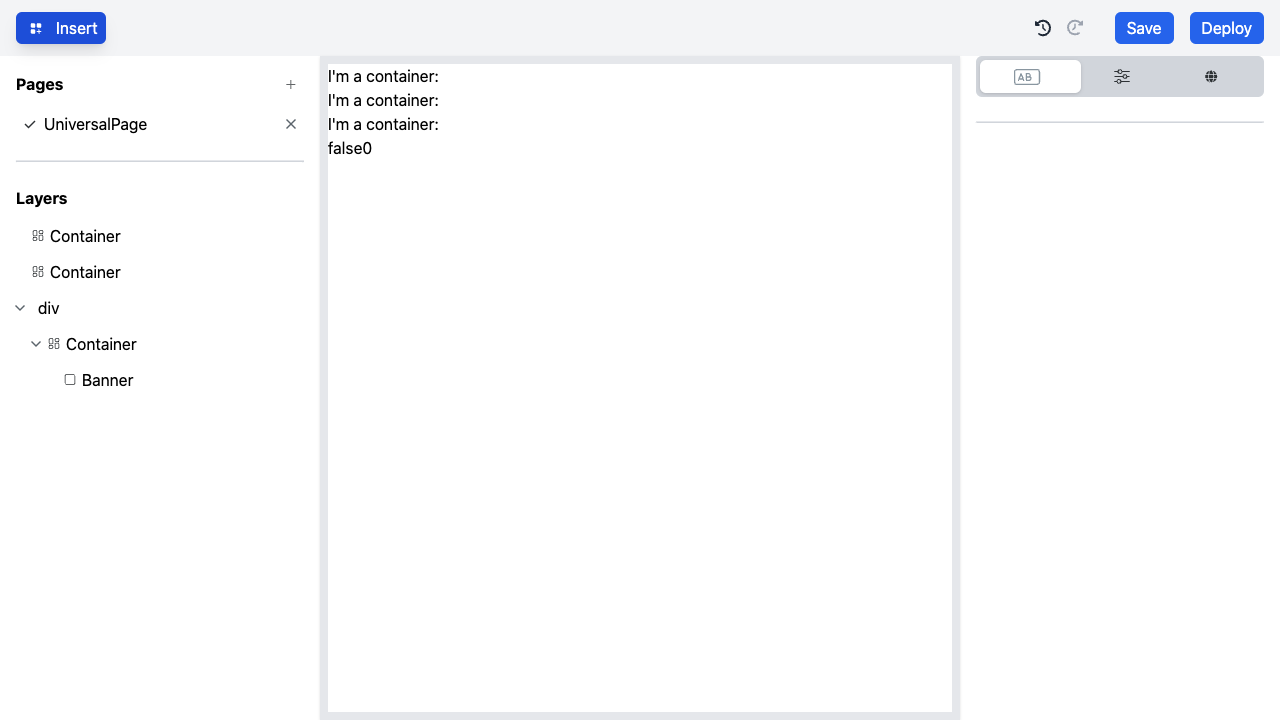 Insert
Save
Deploy
Pages
UniversalPage
Layers
Container
Container
div
Container
Banner
I'm a container:
I'm a container:
I'm a container:
false0
AB